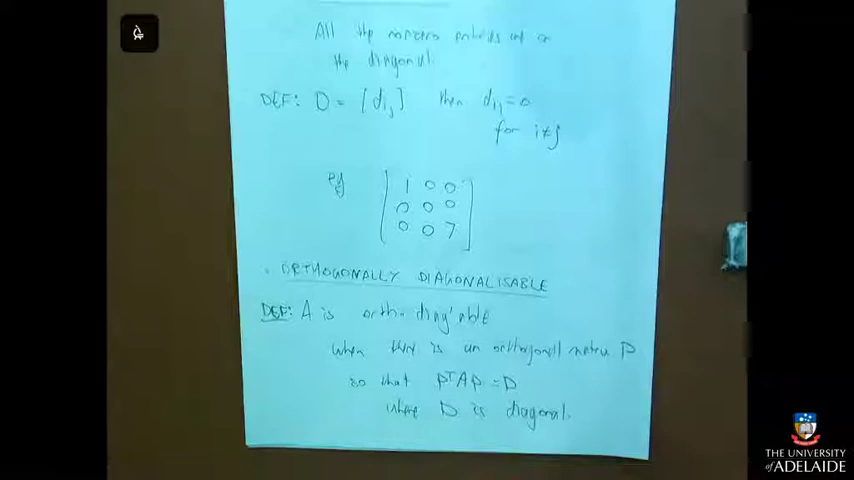 All the nonzero entries are on
the diagonal.
DEF: D = [dij] then dij = 0
for i≠j
eg
1 0 0
0 0 0
0 0 7
ORTHOGONALLY DIAGONALISABLE
DEF: A is ortho diag'able
when there is an orthogonal matrix P
so that PᵀAP = D
where D is diagonal.
THE UNIVERSITY
of ADELAIDE